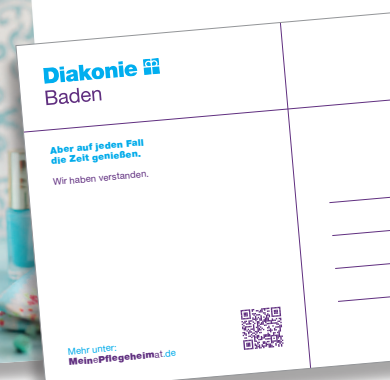 Diakonie
Baden
Aber auf jeden Fall
die Zeit genießen.
Wir haben verstanden.
Mehr unter:
MeinePflegeheimat.de